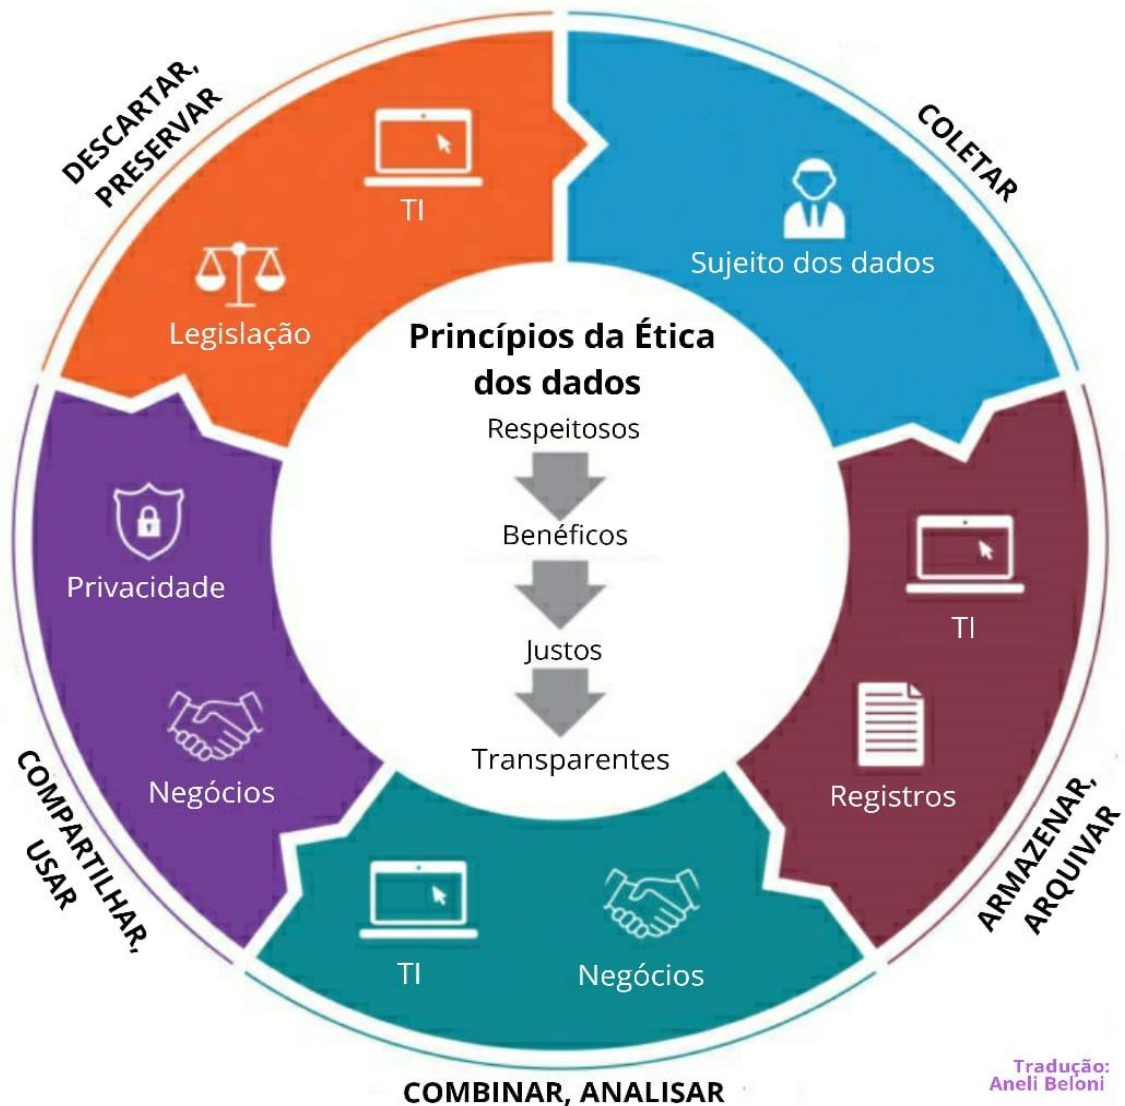 DESCARTAR,
PRESERVAR
COLETAR
TI
Legislação
Sujeito dos dados
Princípios da Ética
dos dados
Respeitosos
Benéficos
Justos
Transparentes
Privacidade
Negócios
TI
Registros
COMPARTILHAR,
USAR
ARMAZENAR,
ARQUIVAR
TI
Negócios
COMBINAR, ANALISAR
Tradução:
Aneli Beloni